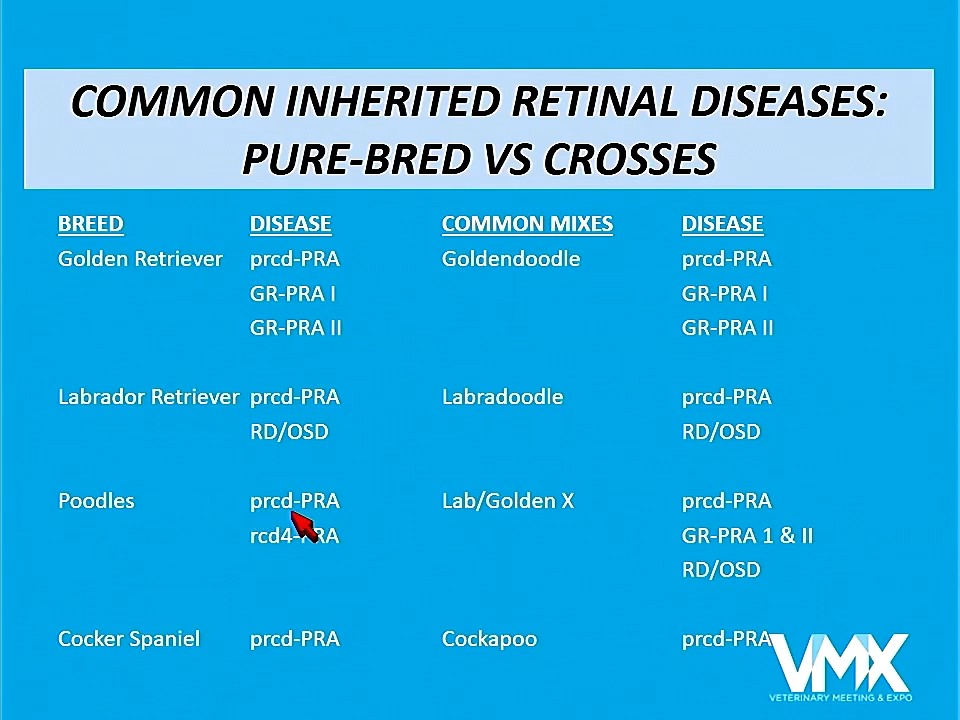 COMMON INHERITED RETINAL DISEASES:
PURE-BRED VS CROSSES
BREED DISEASE COMMON MIXES DISEASE
Golden Retriever prcd-PRA Goldendoodle prcd-PRA
GR-PRA I GR-PRA I
GR-PRA II GR-PRA II
Labrador Retriever prcd-PRA Labradoodle prcd-PRA
RD/OSD RD/OSD
Poodles prcd-PRA Lab/Golden X prcd-PRA
rcd4-PRA GR-PRA 1 & II
RD/OSD
Cocker Spaniel prcd-PRA Cockapoo prcd-PRA
VMX
VETERINARY MEETING & EXPO